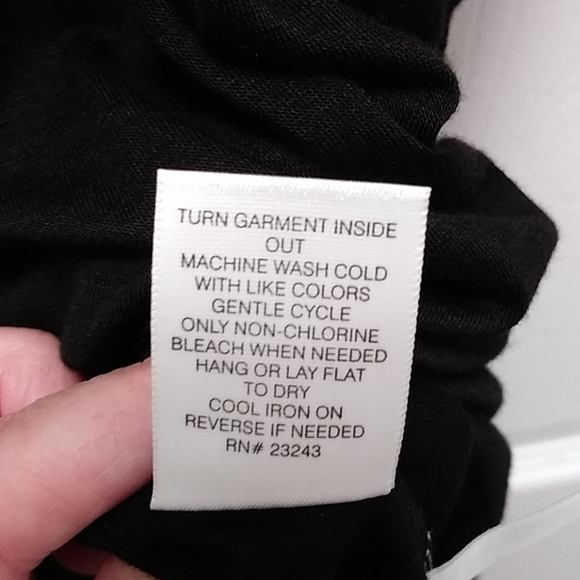 TURN GARMENT INSIDE
OUT
MACHINE WASH COLD
WITH LIKE COLORS
GENTLE CYCLE
ONLY NON-CHLORINE
BLEACH WHEN NEEDED
HANG OR LAY FLAT
TO DRY
COOL IRON ON
REVERSE IF NEEDED
RN# 23243